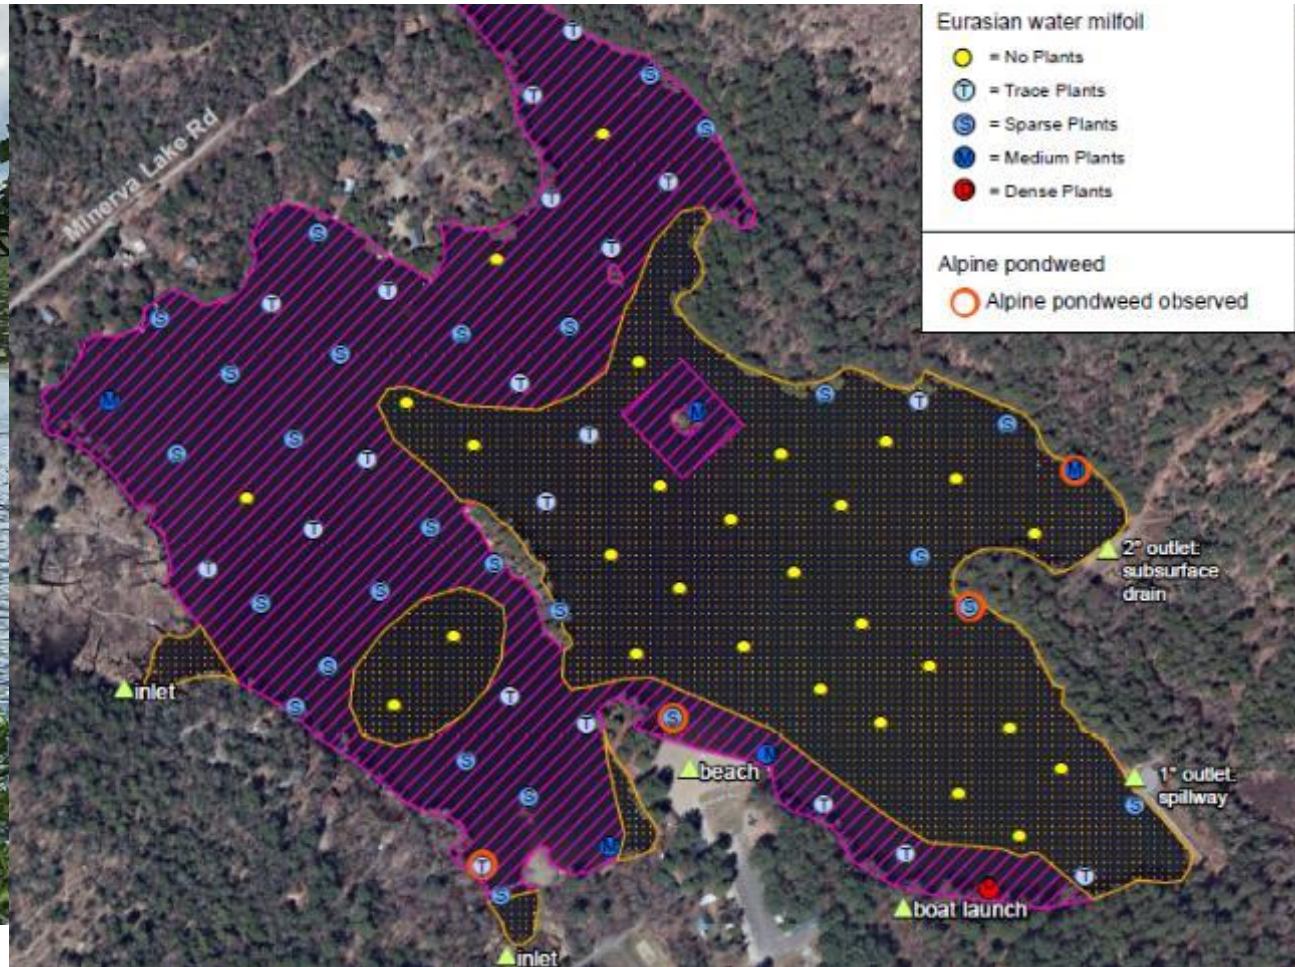 Eurasian water milfoil
= No Plants
T = Trace Plants
S = Sparse Plants
M = Medium Plants
= Dense Plants
Alpine pondweed
Alpine pondweed observed
Minerva Lake Rd
T
S
T
S
T
T
S
T
T
T
S
S
S
S
T
S
S
T
M
M
S
T
S
T
S
S
T
M
T
T
S
S
T
S
S
S
S
S
2° outlet:
subsurface
drain
inlet
S
T
S
T
S
M
beach
1° outlet:
spillway
S
S
T
S
M
T
T
T
S
boat launch
inlet